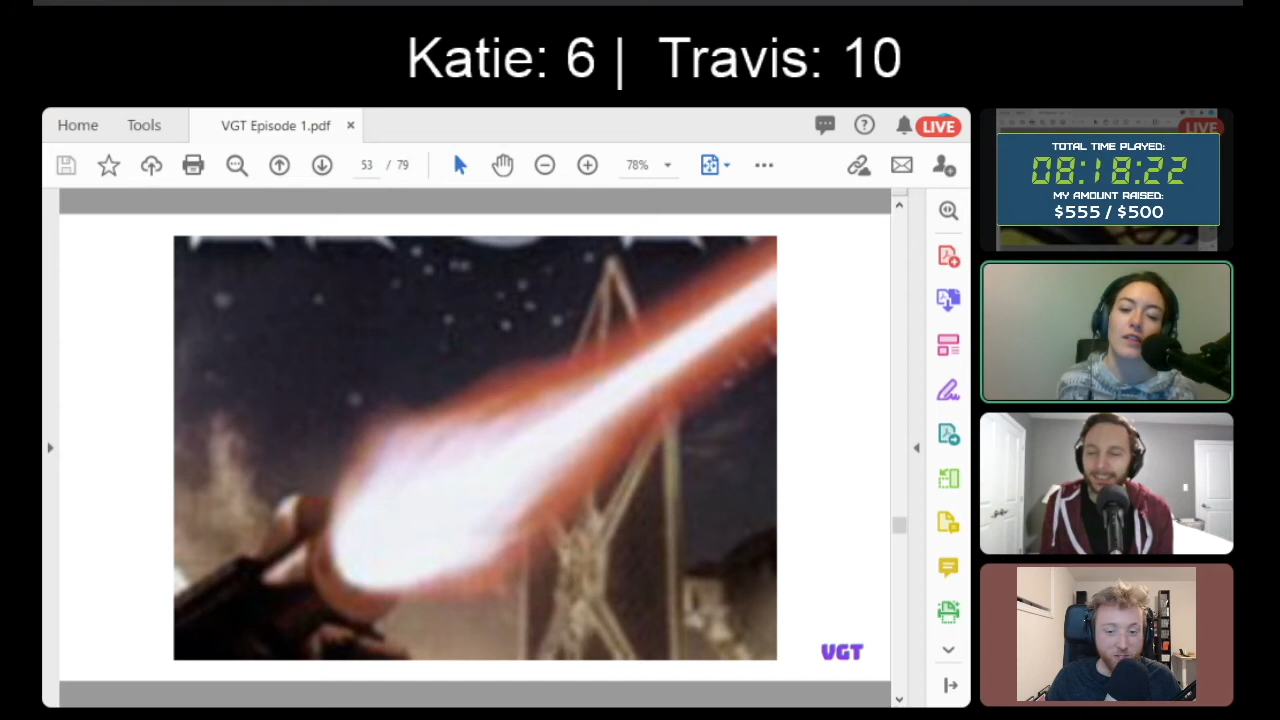 Katie: 6 | Travis: 10
Home
Tools
VGT Episode 1.pdf
LIVE
53 / 79
78%
VGT
LIVE
TOTAL TIME PLAYED:
08:18:22
MY AMOUNT RAISED:
$555 / $500